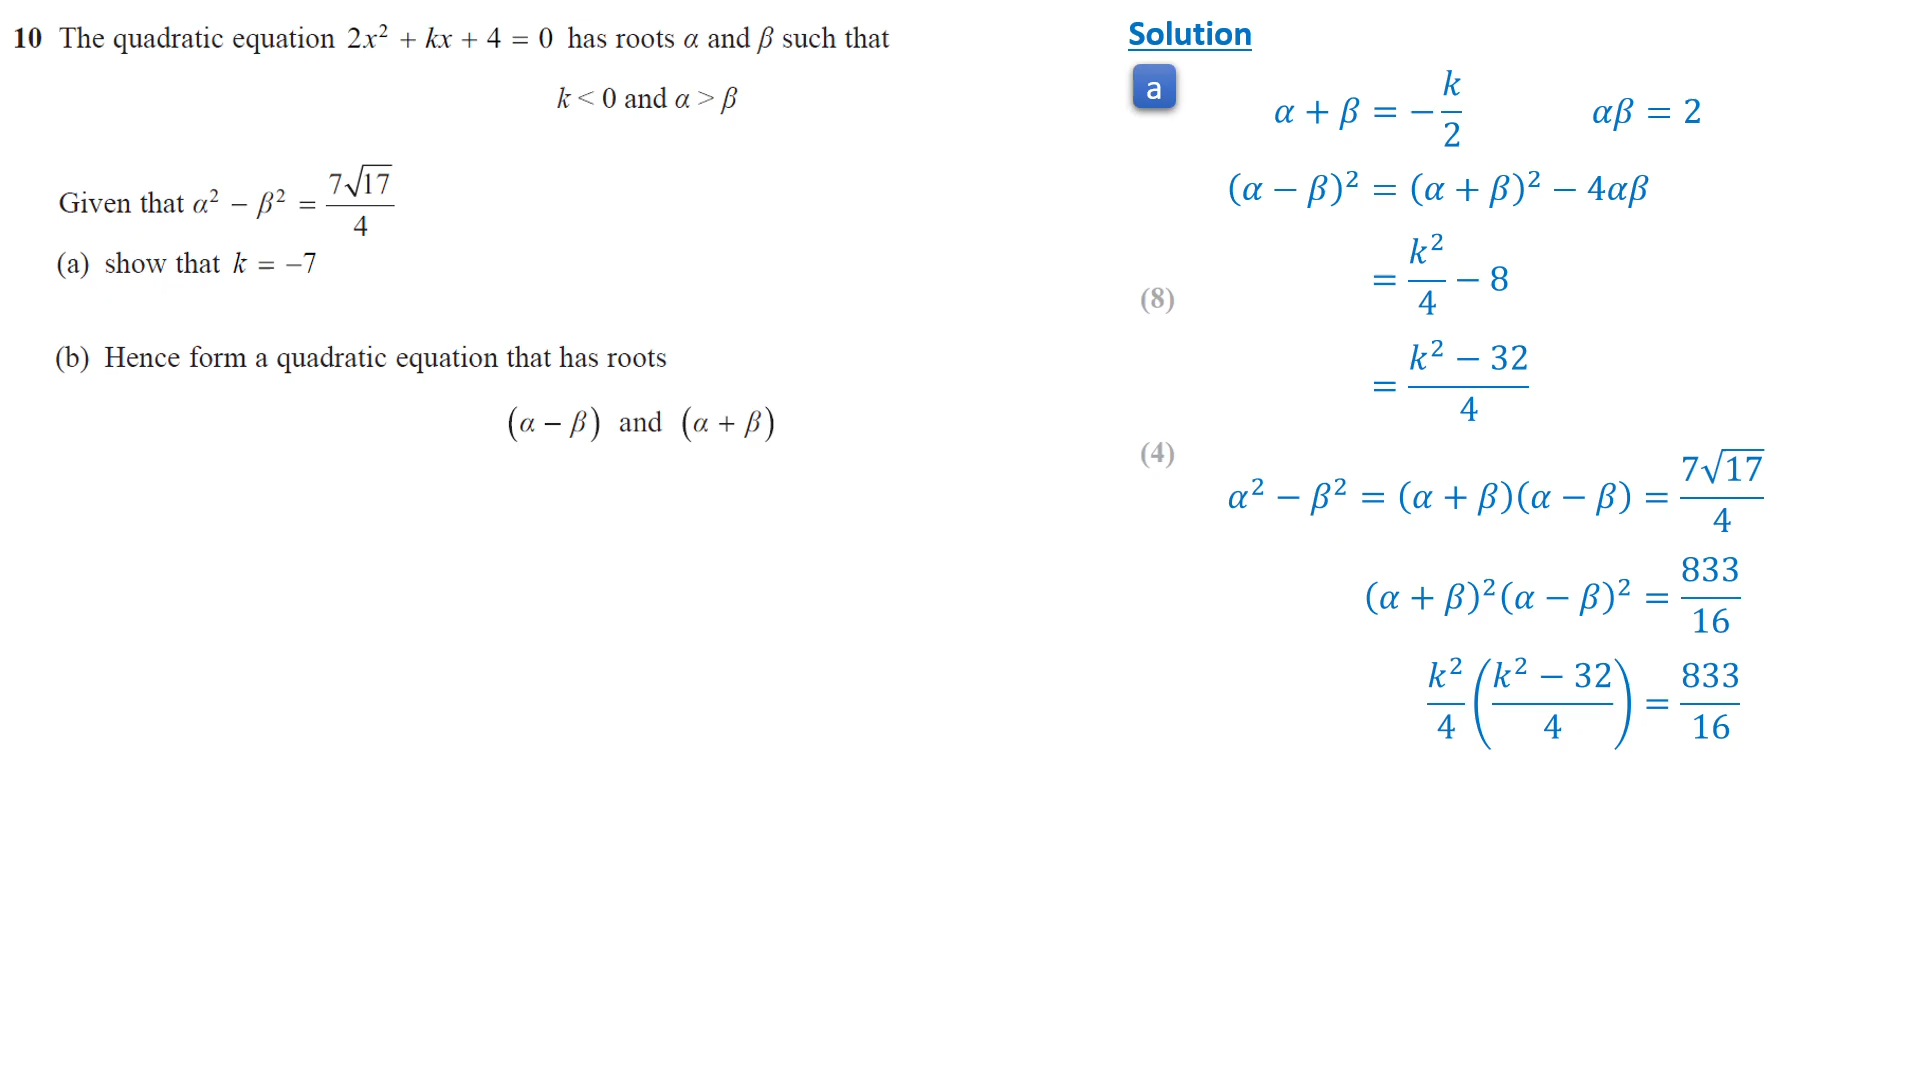 10 The quadratic equation 2x² + kx + 4 = 0 has roots α and β such that
k < 0 and α > β
Given that α² − β² = 7√17/4
(a) show that k = −7
(8)
(b) Hence form a quadratic equation that has roots
(α − β) and (α + β)
(4)
Solution
a
α + β = −k/2 αβ = 2
(α − β)² = (α + β)² − 4αβ
= k²/4 − 8
= (k² − 32)/4
α² − β² = (α + β)(α − β) = 7√17/4
(α + β)²(α − β)² = 833/16
k²/4 ((k² − 32)/4) = 833/16